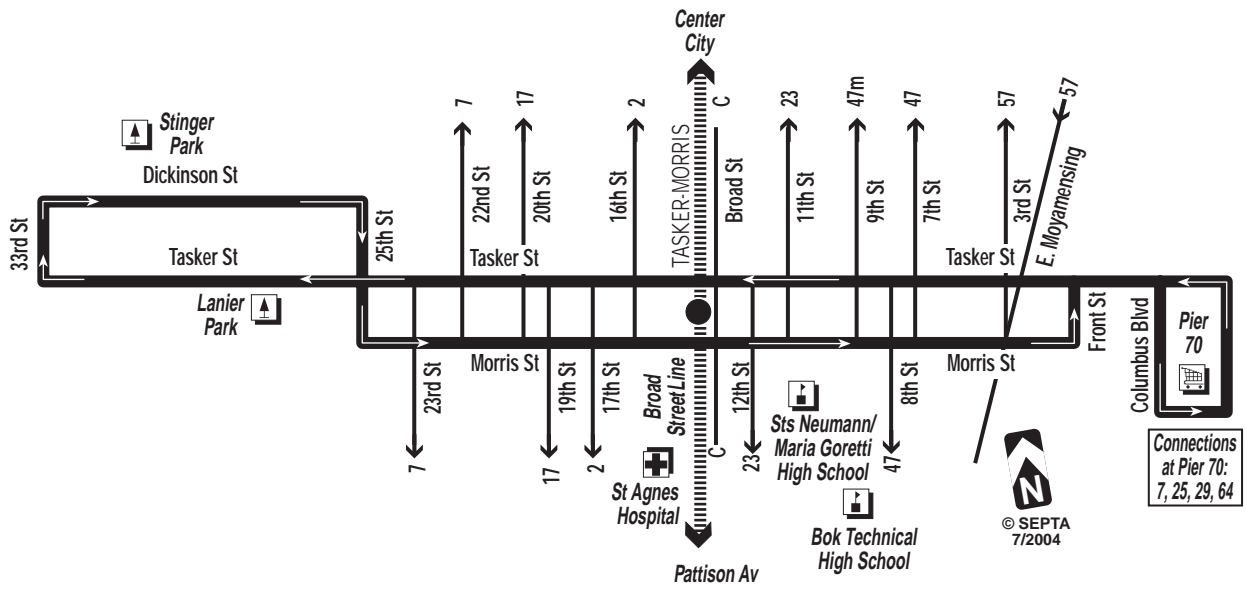 Center
City
7
17
2
C
23
47m
47
57
57
Stinger
Park
Dickinson St
33rd St
25th St
22nd St
20th St
16th St
TASKER-MORRIS
Broad St
11th St
9th St
7th St
3rd St
E. Moyamensing
Tasker St
Tasker St
Tasker St
Lanier
Park
Morris St
Morris St
Front St
Columbus Blvd
Pier
70
23rd St
19th St
17th St
Broad
Street Line
12th St
8th St
Sts Neumann/
Maria Goretti
High School
7
17
2
C
23
47
St Agnes
Hospital
Bok Technical
High School
Connections
at Pier 70:
7, 25, 29, 64
N
© SEPTA
7/2004
Pattison Av